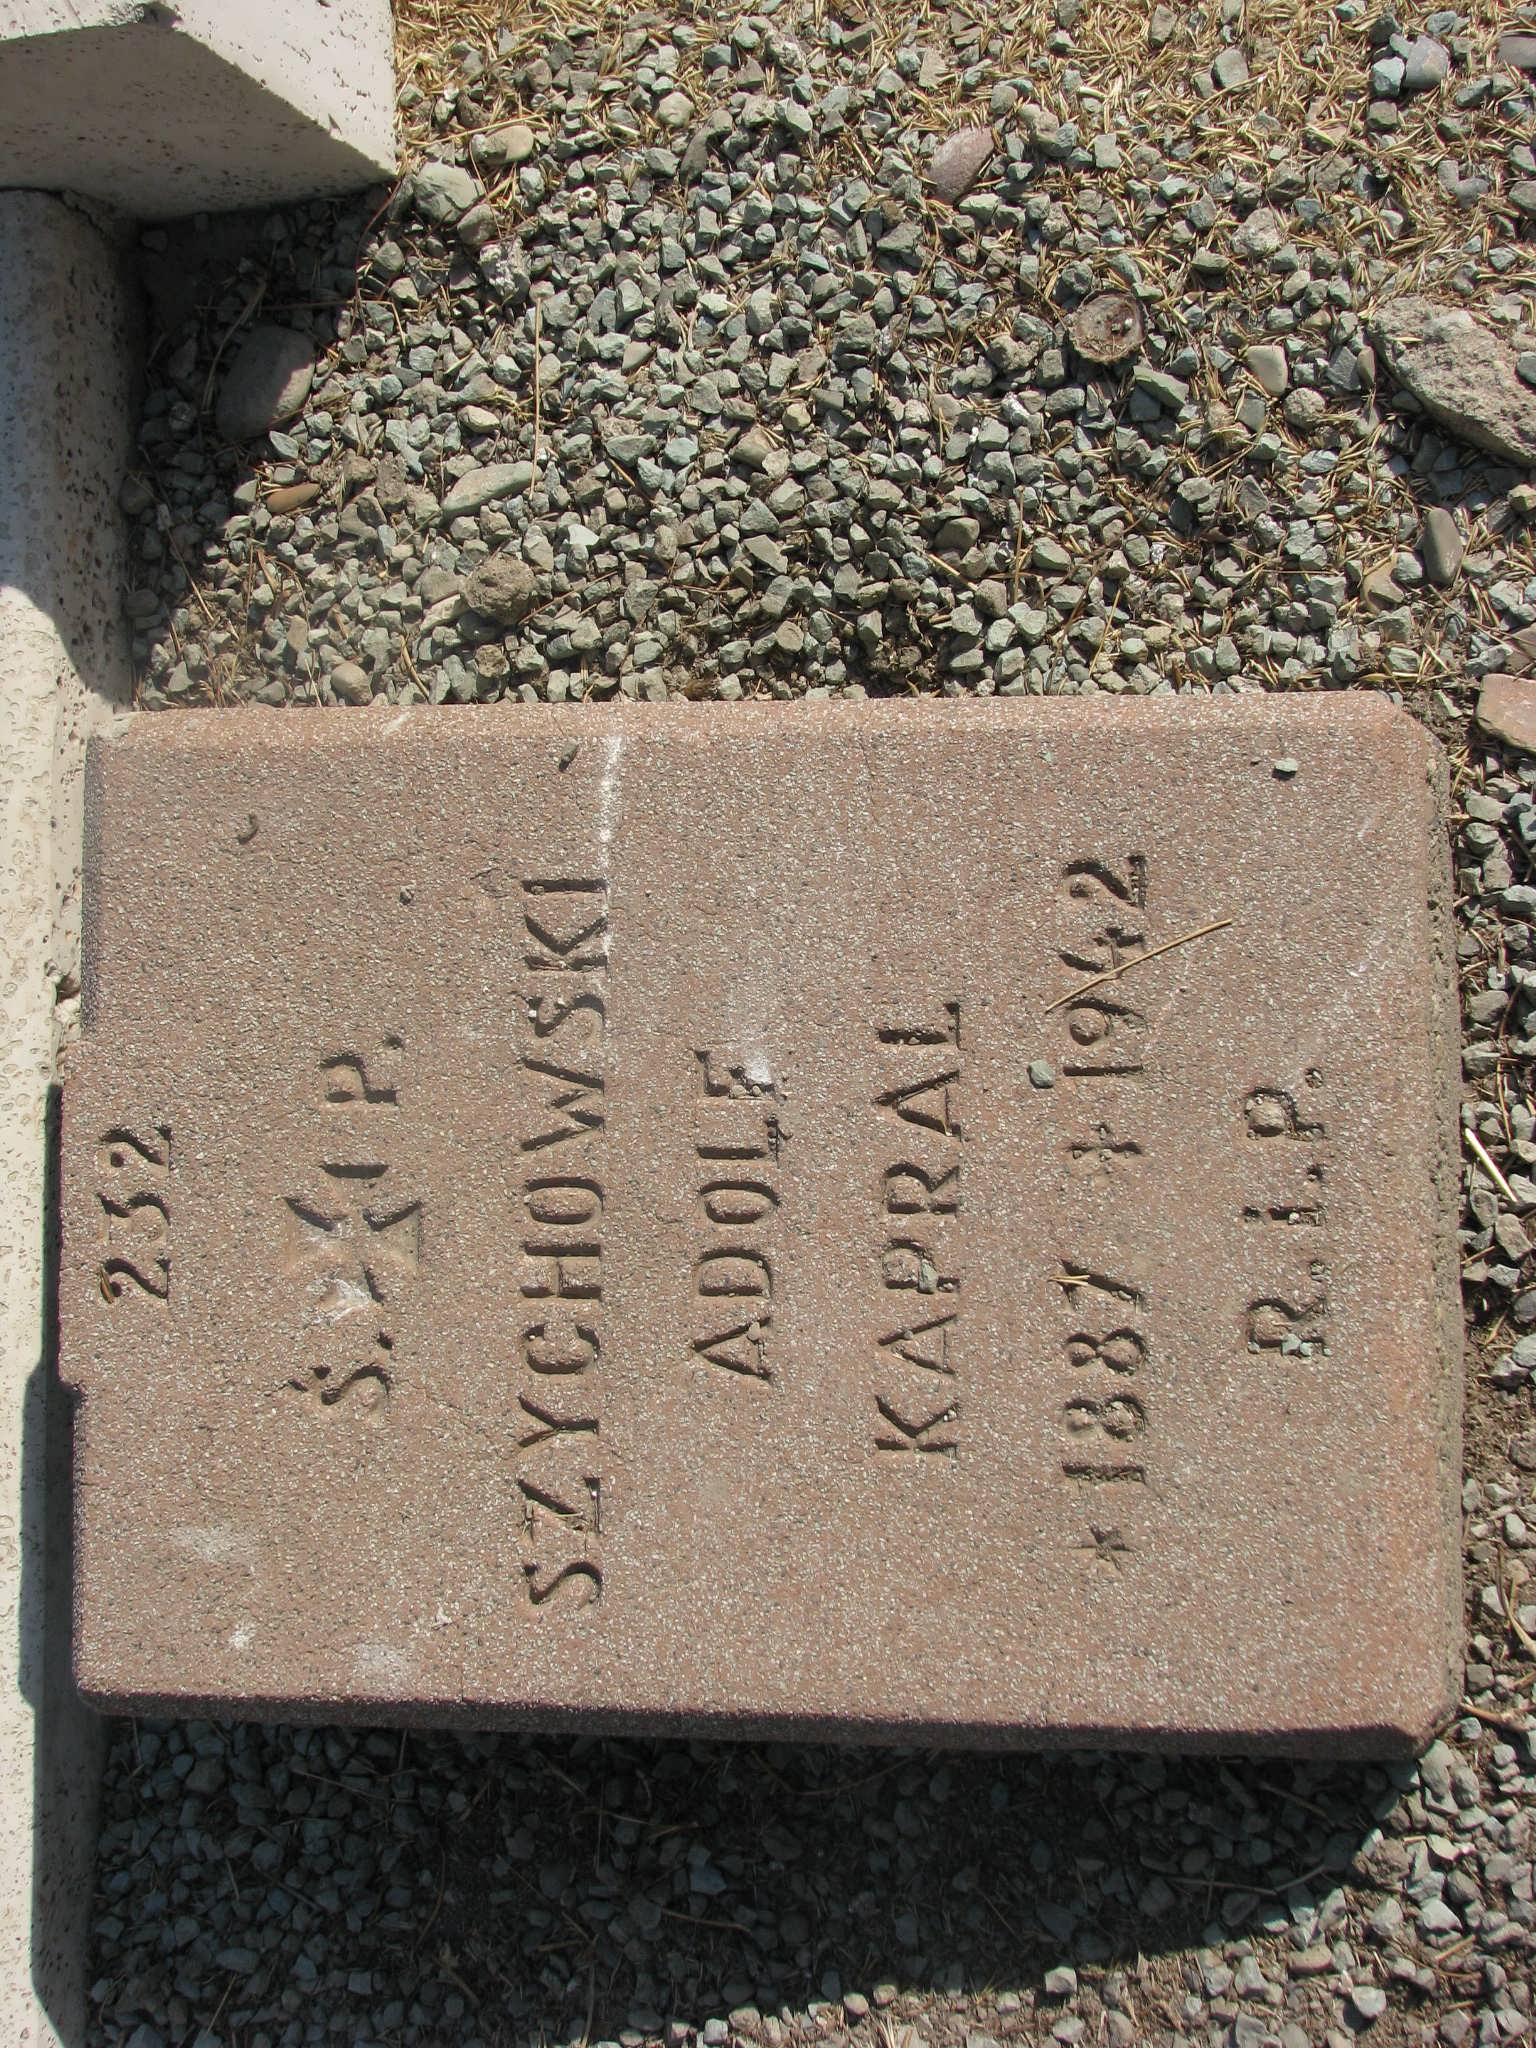 232
Ś. P.
SZYCHOWSKI
ADOLF
KAPRAL
* 1887 + 1942
R.i.P.